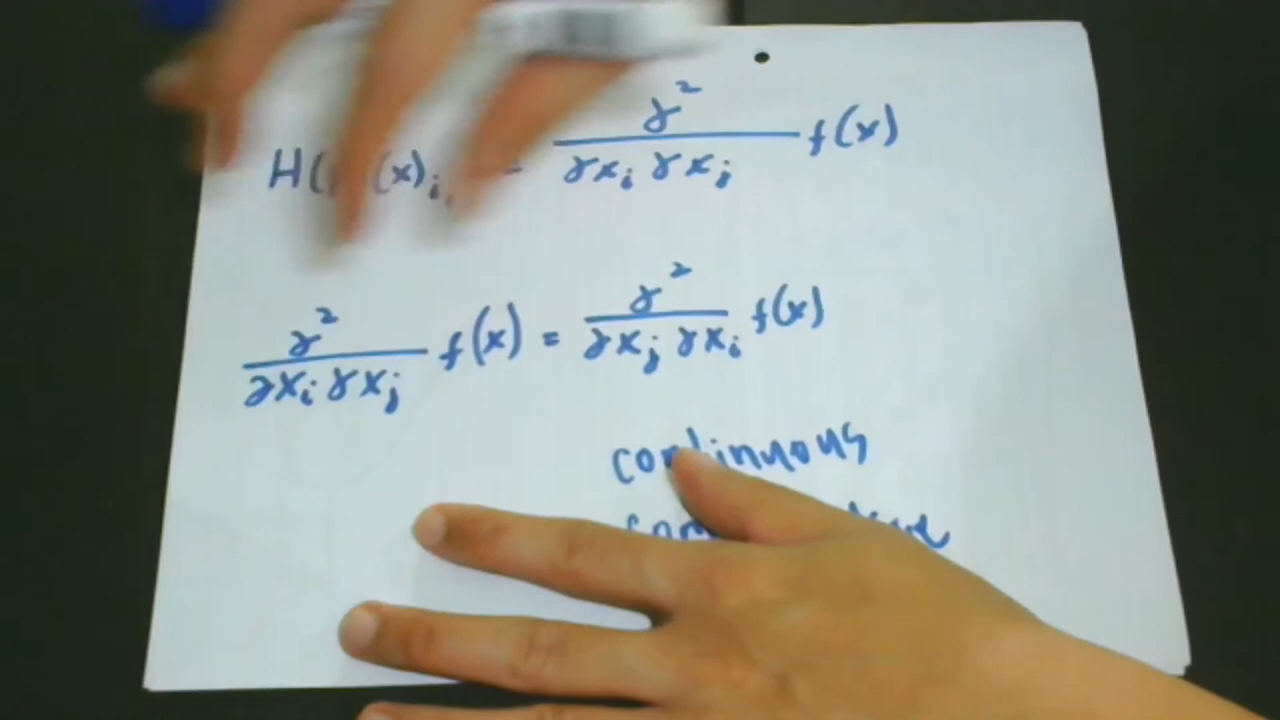 H( (x)i = ∂² / ∂xi ∂xj f(x)
∂² / ∂xi ∂xj f(x) = ∂² / ∂xj ∂xi f(x)
continuous